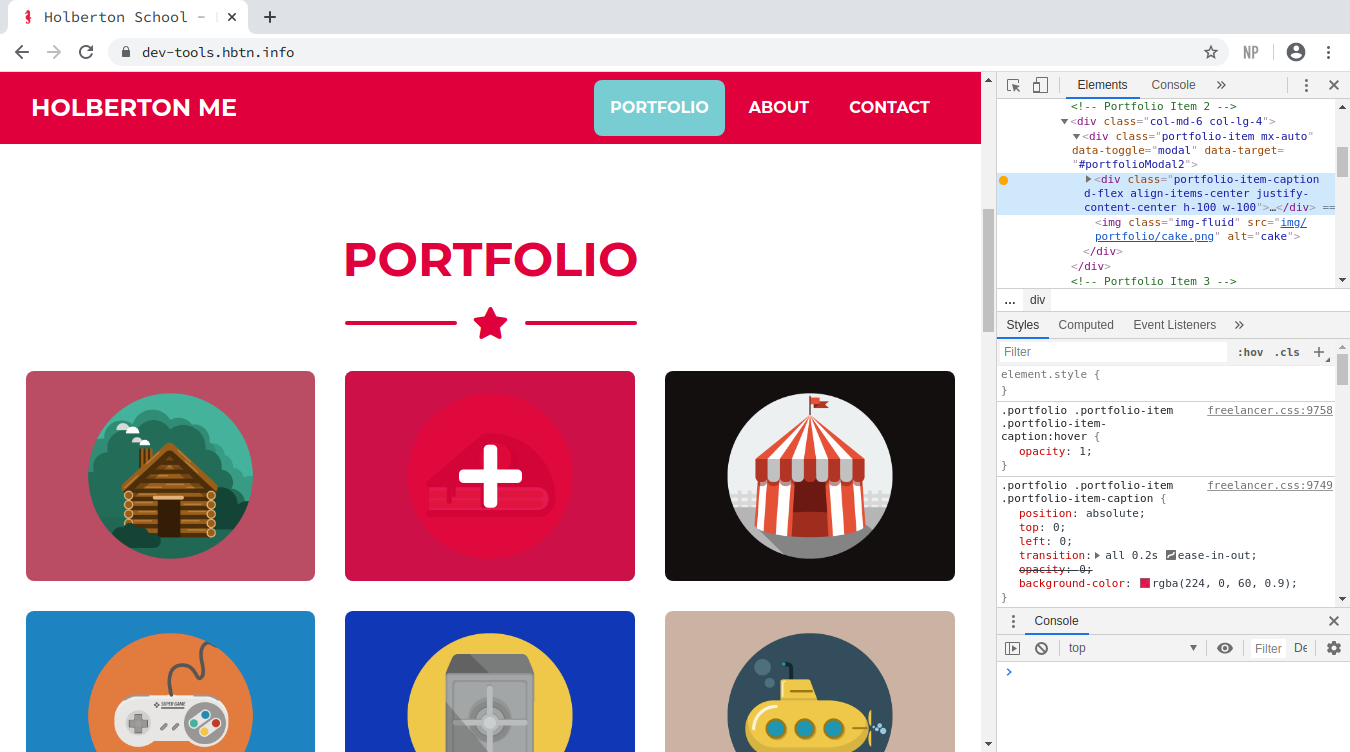 Holberton School –
dev-tools.hbtn.info
NP
HOLBERTON ME
PORTFOLIO
ABOUT
CONTACT
PORTFOLIO
SUPER GAME
Elements
Console
<!-- Portfolio Item 2 -->
<div class="col-md-6 col-lg-4">
<div class="portfolio-item mx-auto"
data-toggle="modal" data-target=
"#portfolioModal2">
<div class="portfolio-item-caption
d-flex align-items-center justify-
content-center h-100 w-100">…</div> ==
<img class="img-fluid" src="img/
portfolio/cake.png" alt="cake">
</div>
</div>
<!-- Portfolio Item 3 -->
... div
Styles Computed Event Listeners
Filter
:hov .cls
element.style {
}
.portfolio .portfolio-item freelancer.css:9758
.portfolio-item-
caption:hover {
opacity: 1;
}
.portfolio .portfolio-item freelancer.css:9749
.portfolio-item-caption {
position: absolute;
top: 0;
left: 0;
transition: all 0.2s ease-in-out;
opacity: 0;
background-color: rgba(224, 0, 60, 0.9);
}
Console
top
Filter
De